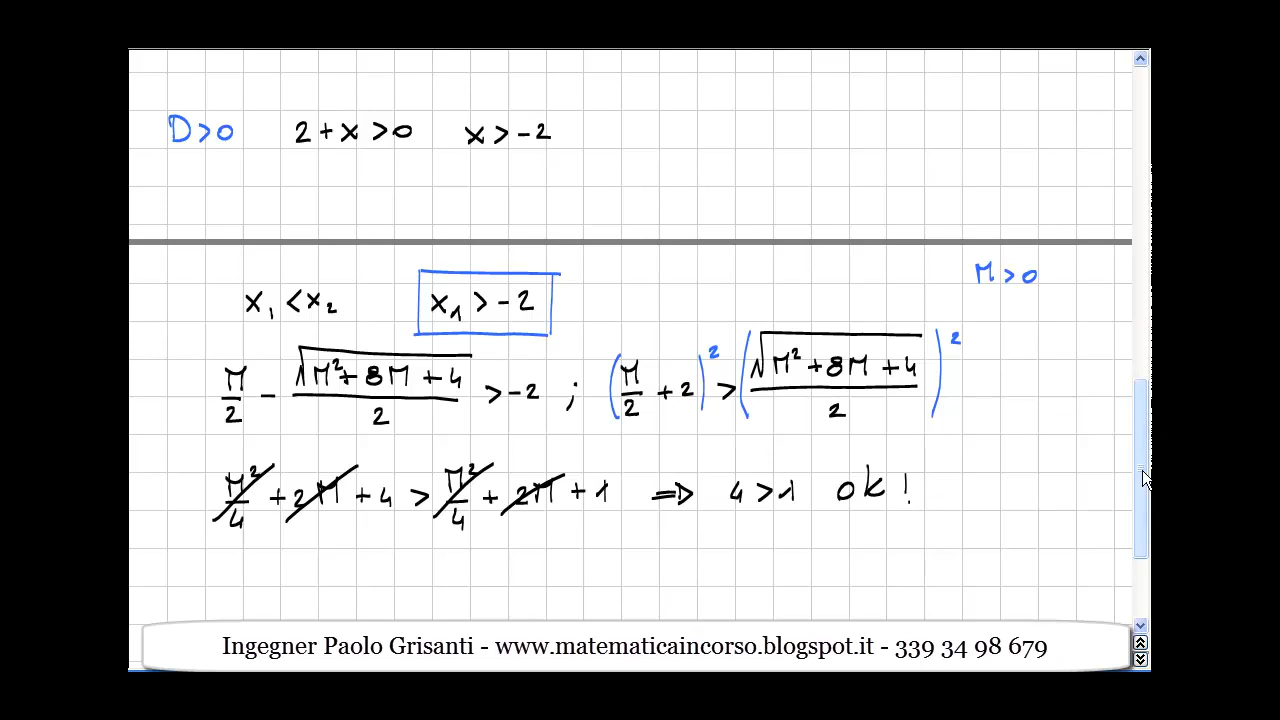 D > 0 2 + x > 0 x > -2
M > 0
x₁ < x₂ x₁ > -2
M/2 - √(M² + 8M + 4)/2 > -2 ; (M/2 + 2)² > (√(M² + 8M + 4)/2)²
M²/4 + 2M + 4 > M²/4 + 2M + 1 ⇒ 4 > 1 ok!
Ingegner Paolo Grisanti - www.matematicaincorso.blogspot.it - 339 34 98 679